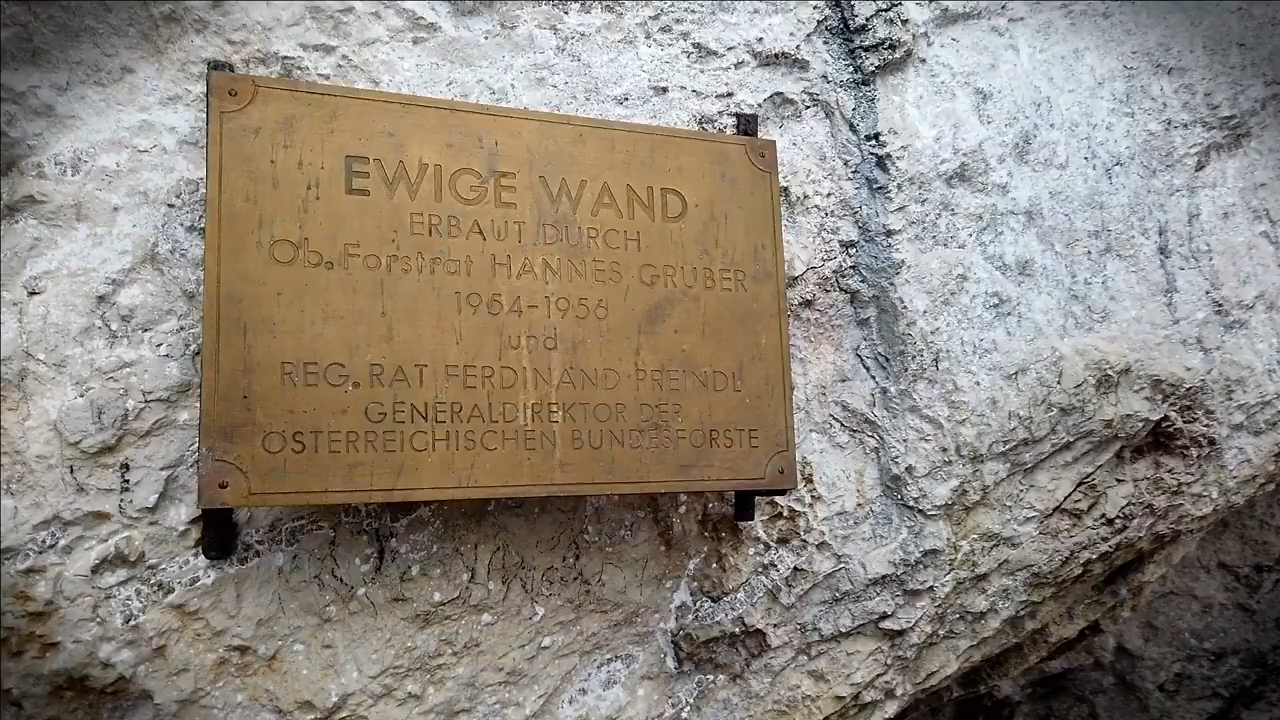 EWIGE WAND
ERBAUT DURCH
Ob. Forstrat HANNES GRUBER
1954-1956
und
REG. RAT FERDINAND PREINDL
GENERALDIREKTOR DER
ÖSTERREICHISCHEN BUNDESFORSTE